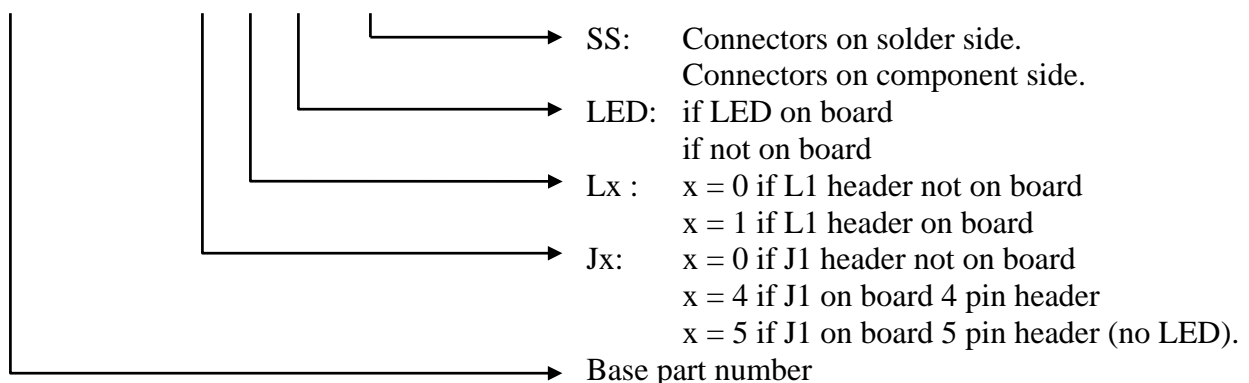 SS: Connectors on solder side.
Connectors on component side.
LED: if LED on board
if not on board
Lx : x = 0 if L1 header not on board
x = 1 if L1 header on board
Jx: x = 0 if J1 header not on board
x = 4 if J1 on board 4 pin header
x = 5 if J1 on board 5 pin header (no LED).
Base part number